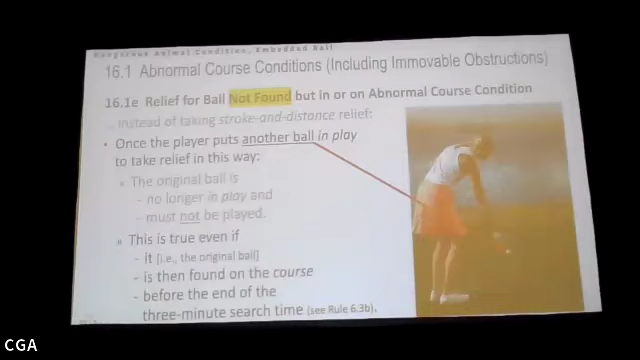 Dangerous Animal Condition, Embedded Ball
16.1 Abnormal Course Conditions (Including Immovable Obstructions)
16.1e Relief for Ball Not Found but in or on Abnormal Course Condition
Instead of taking stroke-and-distance relief:
• Once the player puts another ball in play
to take relief in this way:
» The original ball is
- no longer in play and
- must not be played.
» This is true even if
- it [i.e., the original ball]
- is then found on the course
- before the end of the
three-minute search time (see Rule 6.3b).
CGA